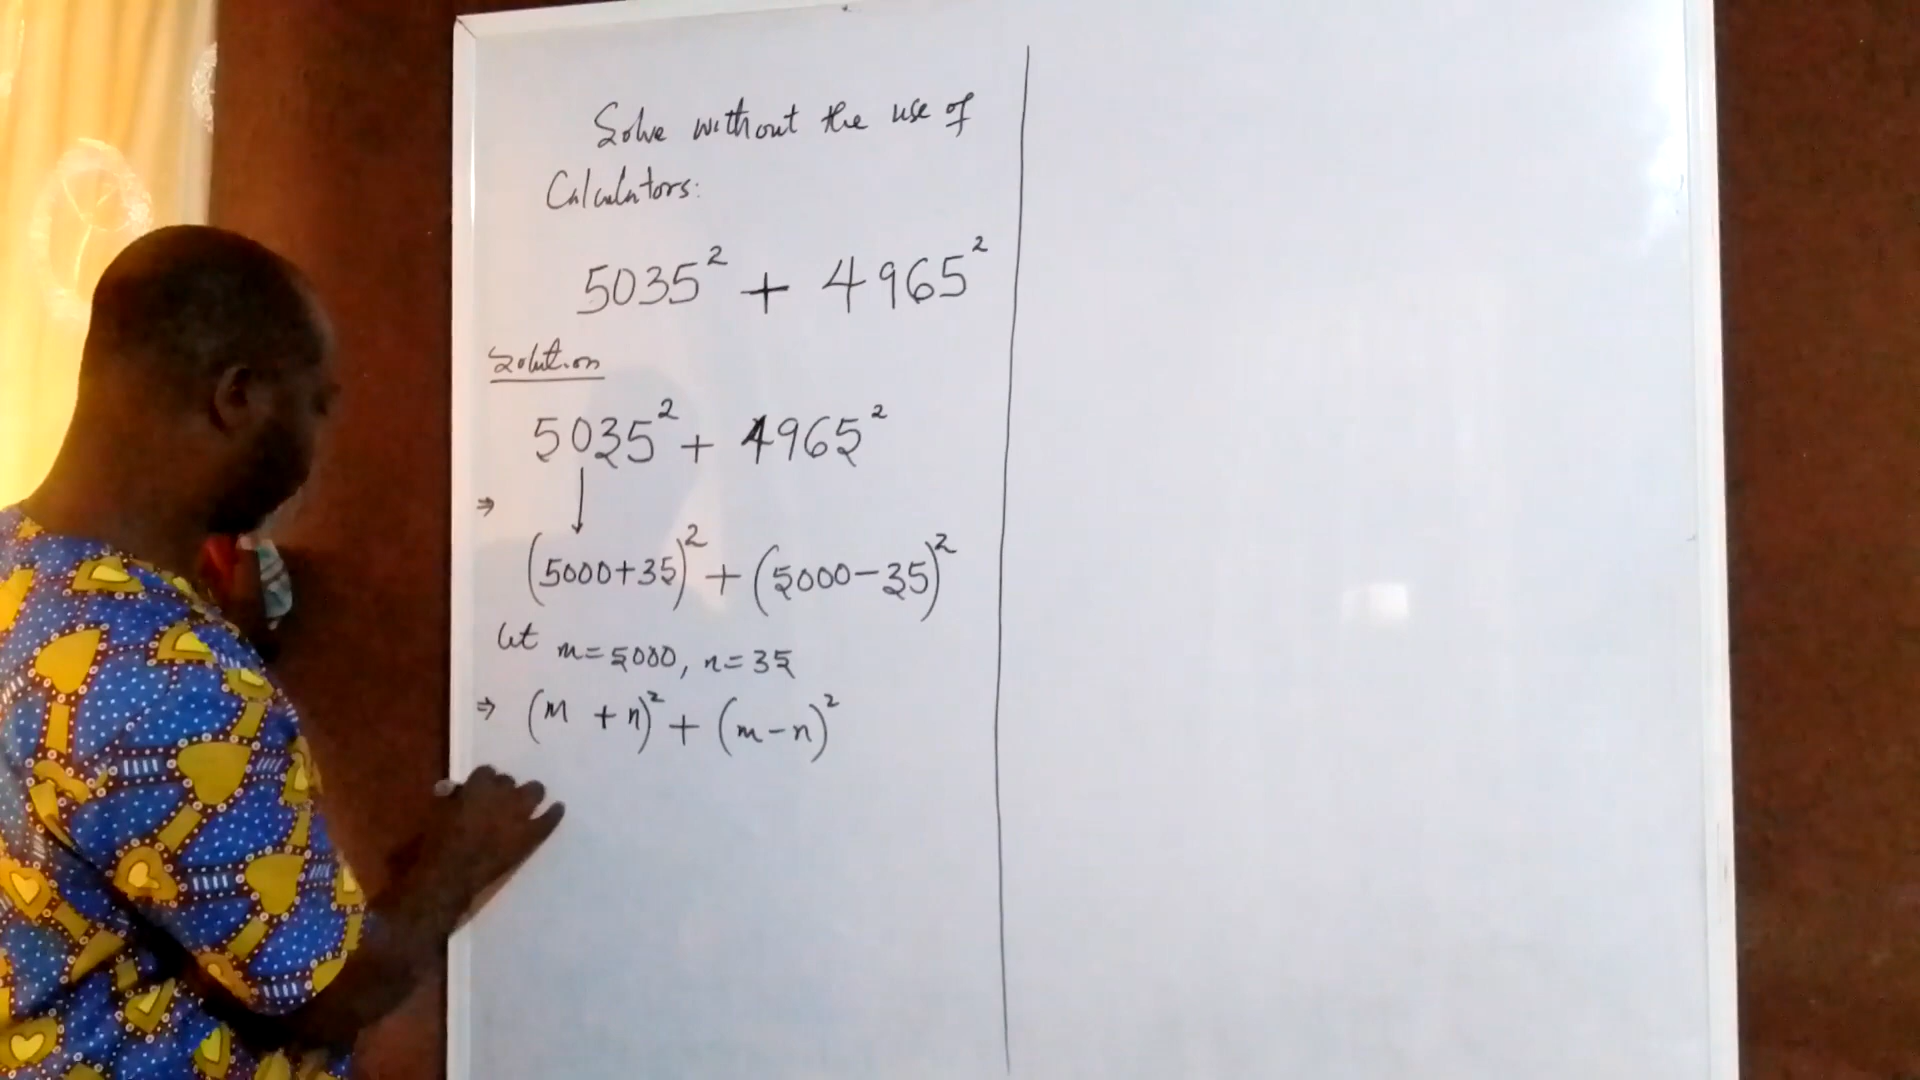 Solve without the use of
Calculators:
5035² + 4965²
Solution
5035² + 4965²
⇒ ↓
(5000+35)² + (5000-35)²
let m=5000, n=35
⇒ (m + n)² + (m-n)²